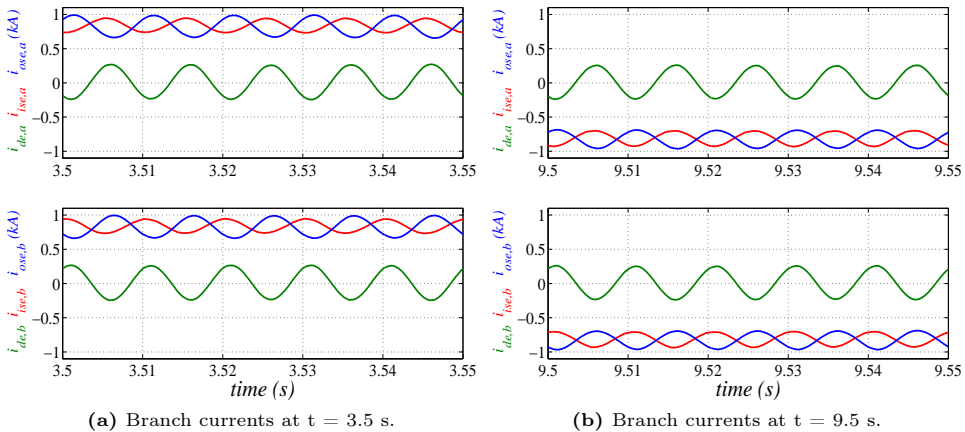 i_de,a i_ise,a i_ose,a (kA)
1
0.5
0
−0.5
−1
3.5 3.51 3.52 3.53 3.54 3.55
i_de,a i_ise,a i_ose,a (kA)
1
0.5
0
−0.5
−1
9.5 9.51 9.52 9.53 9.54 9.55
i_de,b i_ise,b i_ose,b (kA)
1
0.5
0
−0.5
−1
3.5 3.51 3.52 3.53 3.54 3.55
time (s)
i_de,b i_ise,b i_ose,b (kA)
1
0.5
0
−0.5
−1
9.5 9.51 9.52 9.53 9.54 9.55
time (s)
(a) Branch currents at t = 3.5 s.
(b) Branch currents at t = 9.5 s.